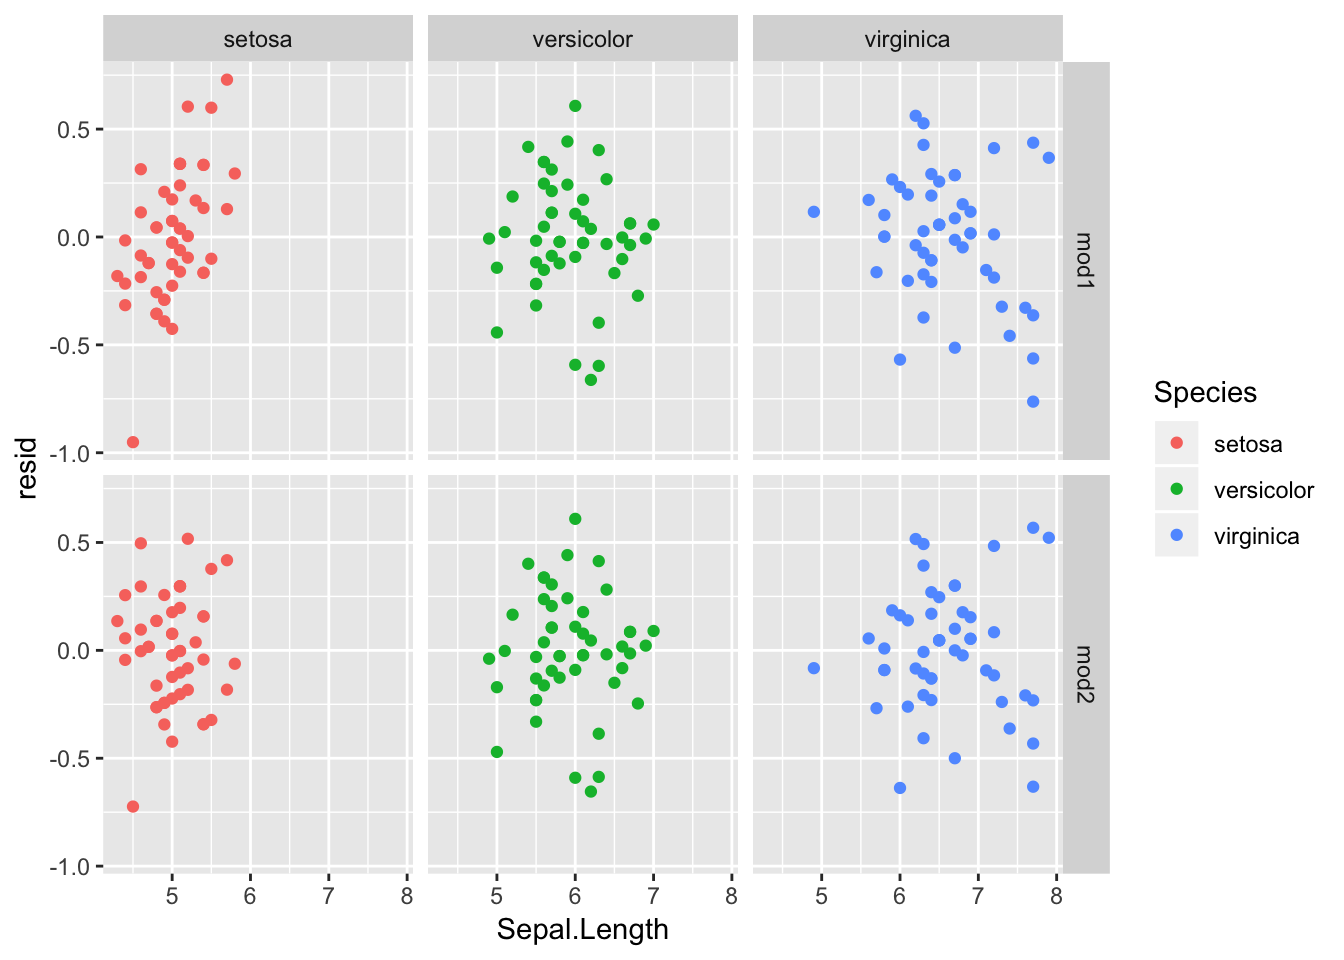 setosa versicolor virginica
0.5
0.0
-0.5
-1.0
mod1
0.5
0.0
-0.5
-1.0
mod2
5 6 7 8 5 6 7 8 5 6 7 8
Sepal.Length
resid
Species
setosa
versicolor
virginica